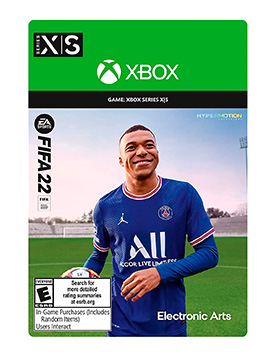 SERIES X|S
XBOX
GAME: XBOX SERIES X|S
EA
SPORTS
FIFA 22
HYPERMOTION
FIFA
ALL
ACCOR LIVE LIMITLESS
E
ESRB
Search for
more detailed
rating summaries
at esrb.org
In-Game Purchases (Includes
Random Items)
Users Interact
Electronic Arts